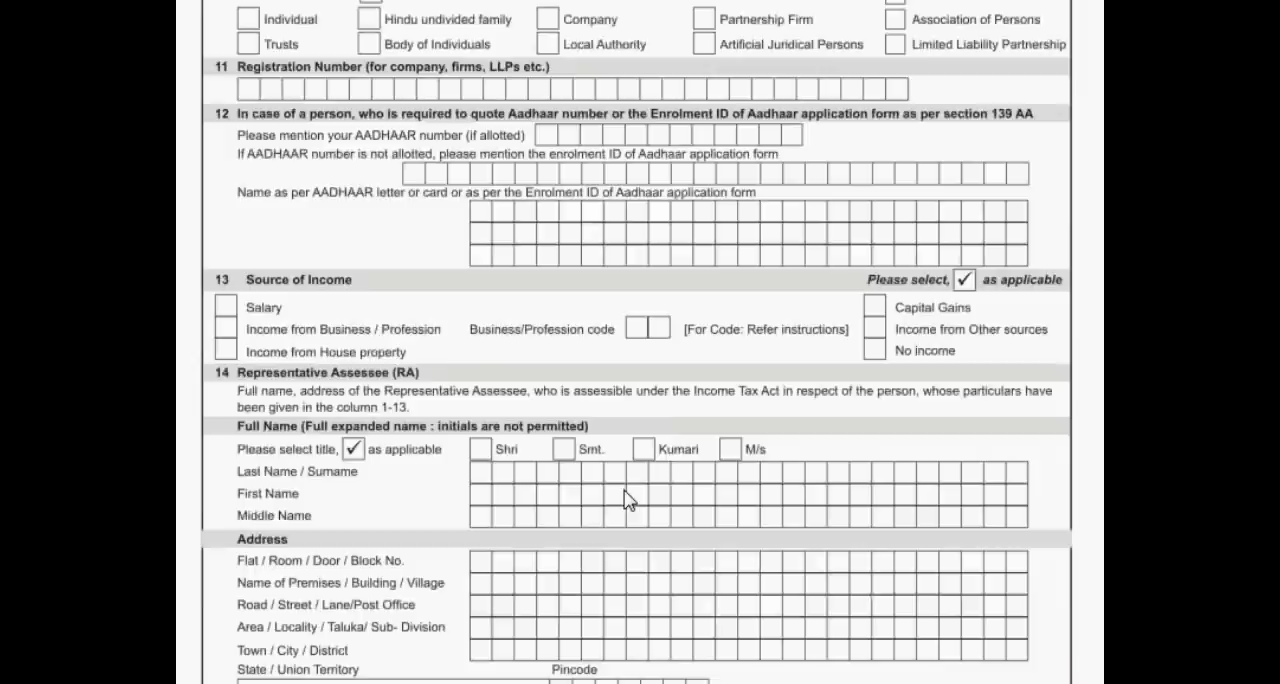 Individual Hindu undivided family Company Partnership Firm Association of Persons
Trusts Body of Individuals Local Authority Artificial Juridical Persons Limited Liability Partnership
11 Registration Number (for company, firms, LLPs etc.)
12 In case of a person, who is required to quote Aadhaar number or the Enrolment ID of Aadhaar application form as per section 139 AA
Please mention your AADHAAR number (if allotted)
If AADHAAR number is not allotted, please mention the enrolment ID of Aadhaar application form
Name as per AADHAAR letter or card or as per the Enrolment ID of Aadhaar application form
13 Source of Income Please select, ✓ as applicable
Salary Capital Gains
Income from Business / Profession Business/Profession code [For Code: Refer instructions] Income from Other sources
Income from House property No income
14 Representative Assessee (RA)
Full name, address of the Representative Assessee, who is assessible under the Income Tax Act in respect of the person, whose particulars have
been given in the column 1-13.
Full Name (Full expanded name : initials are not permitted)
Please select title, ✓ as applicable Shri Smt. Kumari M/s
Last Name / Surname
First Name
Middle Name
Address
Flat / Room / Door / Block No.
Name of Premises / Building / Village
Road / Street / Lane/Post Office
Area / Locality / Taluka/ Sub- Division
Town / City / District
State / Union Territory Pincode